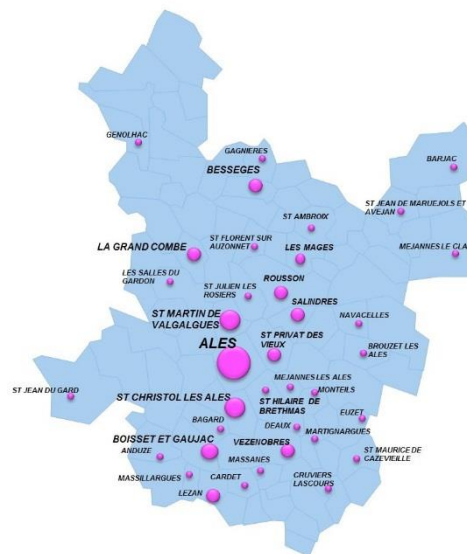 GENOLHAC
GAGNIERES
BESSEGES
BARJAC
ST JEAN DE MARUEJOLS ET
AVEJAN
ST AMBROIX
LA GRAND COMBE
ST FLORENT SUR
AUZONNET
LES MAGES
MEJANNES LE CLA
LES SALLES DU
GARDON
ST JULIEN LES
ROSIERS
ROUSSON
ST MARTIN DE
VALGALGUES
SALINDRES
NAVACELLES
ALES
ST PRIVAT DES
VIEUX
BROUZET LES
ALES
ST JEAN DU GARD
ST CHRISTOL LES ALES
MEJANNES LES ALES
MONTEILS
ST HILAIRE DE
BRETHMAS
EUZET
BAGARD
DEAUX
MARTIGNARGUES
BOISSET ET GAUJAC
VEZENOBRES
ANDUZE
MASSANES
ST MAURICE DE
CAZEVIEILLE
MASSILLARGUES
CARDET
CRUVIERS
LASCOURS
LEZAN